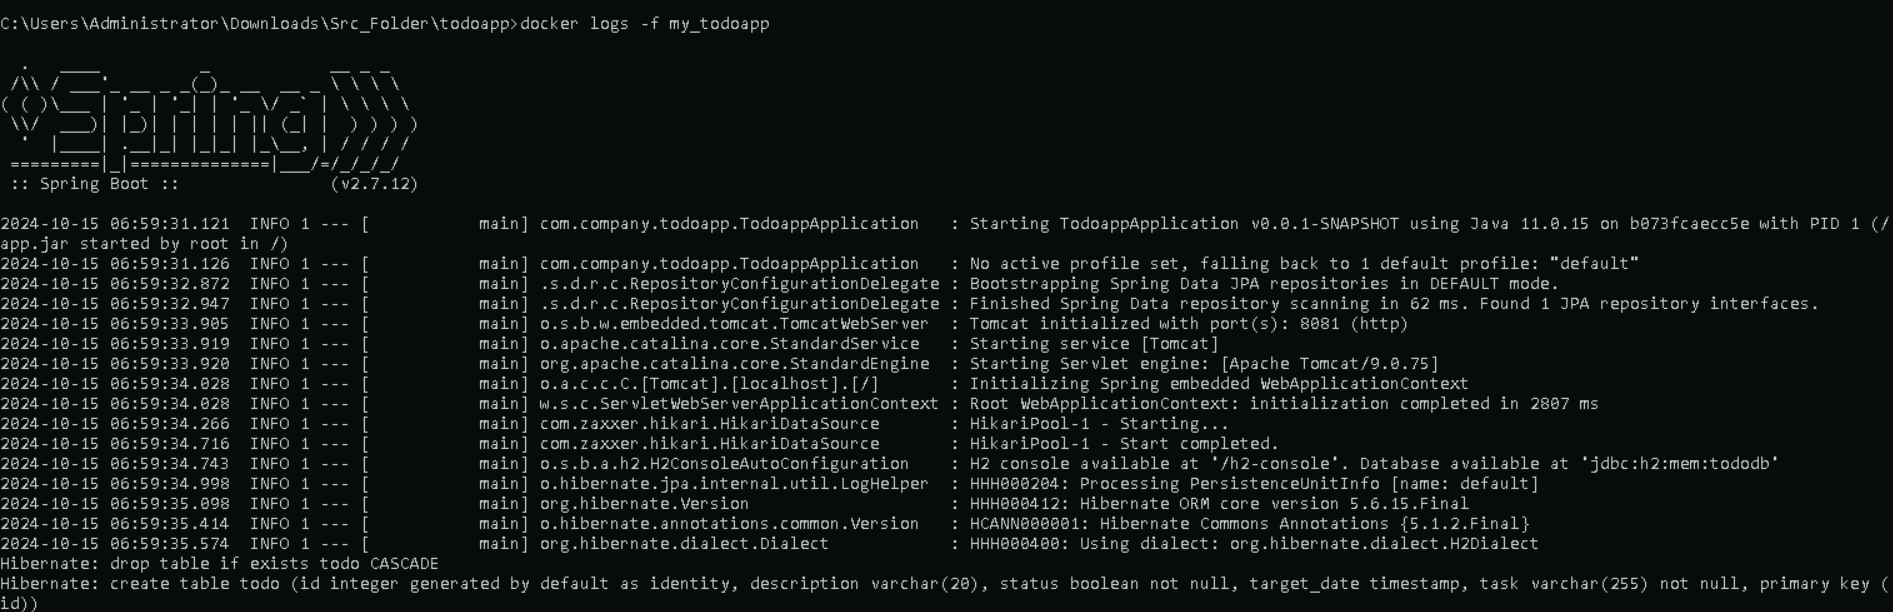 C:\Users\Administrator\Downloads\Src_Folder\todoapp>docker logs -f my_todoapp
  .   ____          _            __ _ _
 /\\ / ___'_ __ _ _(_)_ __  __ _ \ \ \ \
( ( )\___ | '_ | '_| | '_ \/ _` | \ \ \ \
 \\/  ___)| |_)| | | | | || (_| |  ) ) ) )
  '  |____| .__|_| |_|_| |_\__, | / / / /
 =========|_|==============|___/=/_/_/_/
 :: Spring Boot ::               (v2.7.12)
2024-10-15 06:59:31.121  INFO 1 --- [           main] com.company.todoapp.TodoappApplication   : Starting TodoappApplication v0.0.1-SNAPSHOT using Java 11.0.15 on b073fcaecc5e with PID 1 (/
app.jar started by root in /)
2024-10-15 06:59:31.126  INFO 1 --- [           main] com.company.todoapp.TodoappApplication   : No active profile set, falling back to 1 default profile: "default"
2024-10-15 06:59:32.872  INFO 1 --- [           main] .s.d.r.c.RepositoryConfigurationDelegate : Bootstrapping Spring Data JPA repositories in DEFAULT mode.
2024-10-15 06:59:32.947  INFO 1 --- [           main] .s.d.r.c.RepositoryConfigurationDelegate : Finished Spring Data repository scanning in 62 ms. Found 1 JPA repository interfaces.
2024-10-15 06:59:33.905  INFO 1 --- [           main] o.s.b.w.embedded.tomcat.TomcatWebServer  : Tomcat initialized with port(s): 8081 (http)
2024-10-15 06:59:33.919  INFO 1 --- [           main] o.apache.catalina.core.StandardService   : Starting service [Tomcat]
2024-10-15 06:59:33.920  INFO 1 --- [           main] org.apache.catalina.core.StandardEngine  : Starting Servlet engine: [Apache Tomcat/9.0.75]
2024-10-15 06:59:34.028  INFO 1 --- [           main] o.a.c.c.C.[Tomcat].[localhost].[/]       : Initializing Spring embedded WebApplicationContext
2024-10-15 06:59:34.028  INFO 1 --- [           main] w.s.c.ServletWebServerApplicationContext : Root WebApplicationContext: initialization completed in 2807 ms
2024-10-15 06:59:34.266  INFO 1 --- [           main] com.zaxxer.hikari.HikariDataSource       : HikariPool-1 - Starting...
2024-10-15 06:59:34.716  INFO 1 --- [           main] com.zaxxer.hikari.HikariDataSource       : HikariPool-1 - Start completed.
2024-10-15 06:59:34.743  INFO 1 --- [           main] o.s.b.a.h2.H2ConsoleAutoConfiguration    : H2 console available at '/h2-console'. Database available at 'jdbc:h2:mem:tododb'
2024-10-15 06:59:34.998  INFO 1 --- [           main] o.hibernate.jpa.internal.util.LogHelper  : HHH000204: Processing PersistenceUnitInfo [name: default]
2024-10-15 06:59:35.098  INFO 1 --- [           main] org.hibernate.Version                    : HHH000412: Hibernate ORM core version 5.6.15.Final
2024-10-15 06:59:35.414  INFO 1 --- [           main] o.hibernate.annotations.common.Version   : HCANN000001: Hibernate Commons Annotations {5.1.2.Final}
2024-10-15 06:59:35.574  INFO 1 --- [           main] org.hibernate.dialect.Dialect            : HHH000400: Using dialect: org.hibernate.dialect.H2Dialect
Hibernate: drop table if exists todo CASCADE
Hibernate: create table todo (id integer generated by default as identity, description varchar(20), status boolean not null, target_date timestamp, task varchar(255) not null, primary key (
id))